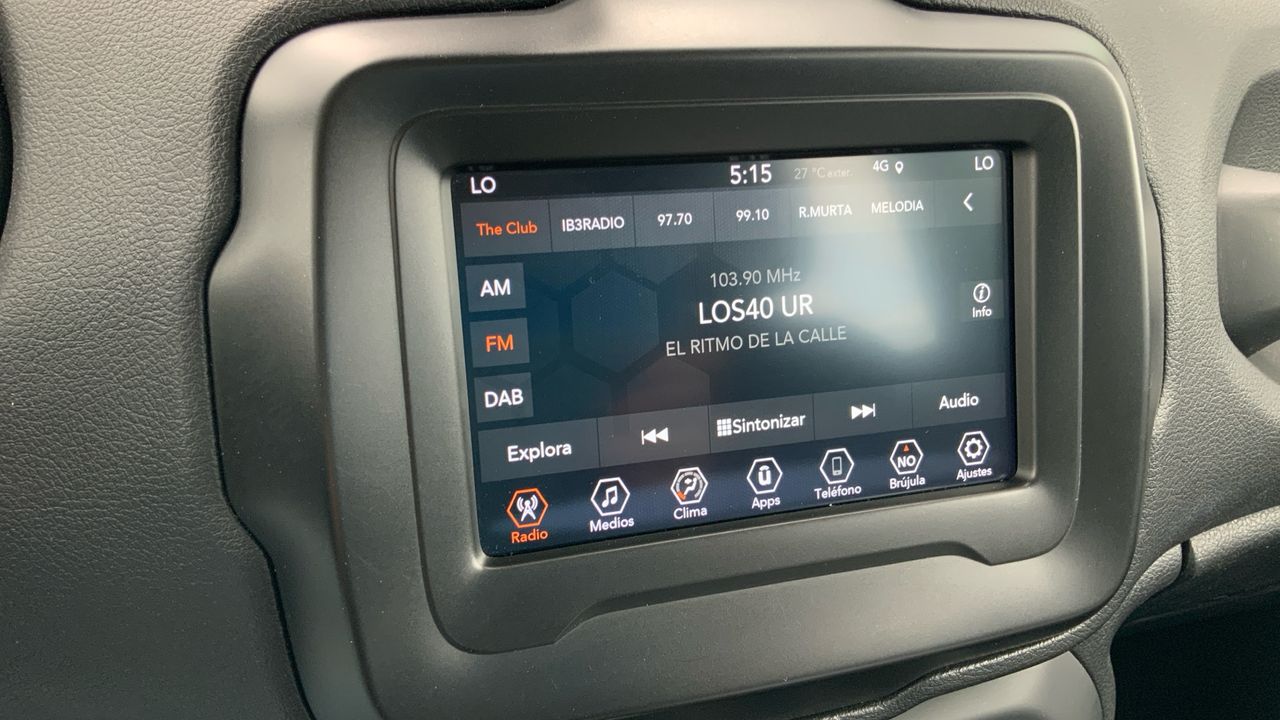 LO 5:15 27 °C exter. 4G LO
The Club IB3RADIO 97.70 99.10 R.MURTA MELODIA
AM
103.90 MHz
LOS40 UR
Info
FM
EL RITMO DE LA CALLE
DAB
Explora Sintonizar Audio
Radio Medios Clima Ū Apps Teléfono NO Brújula Ajustes